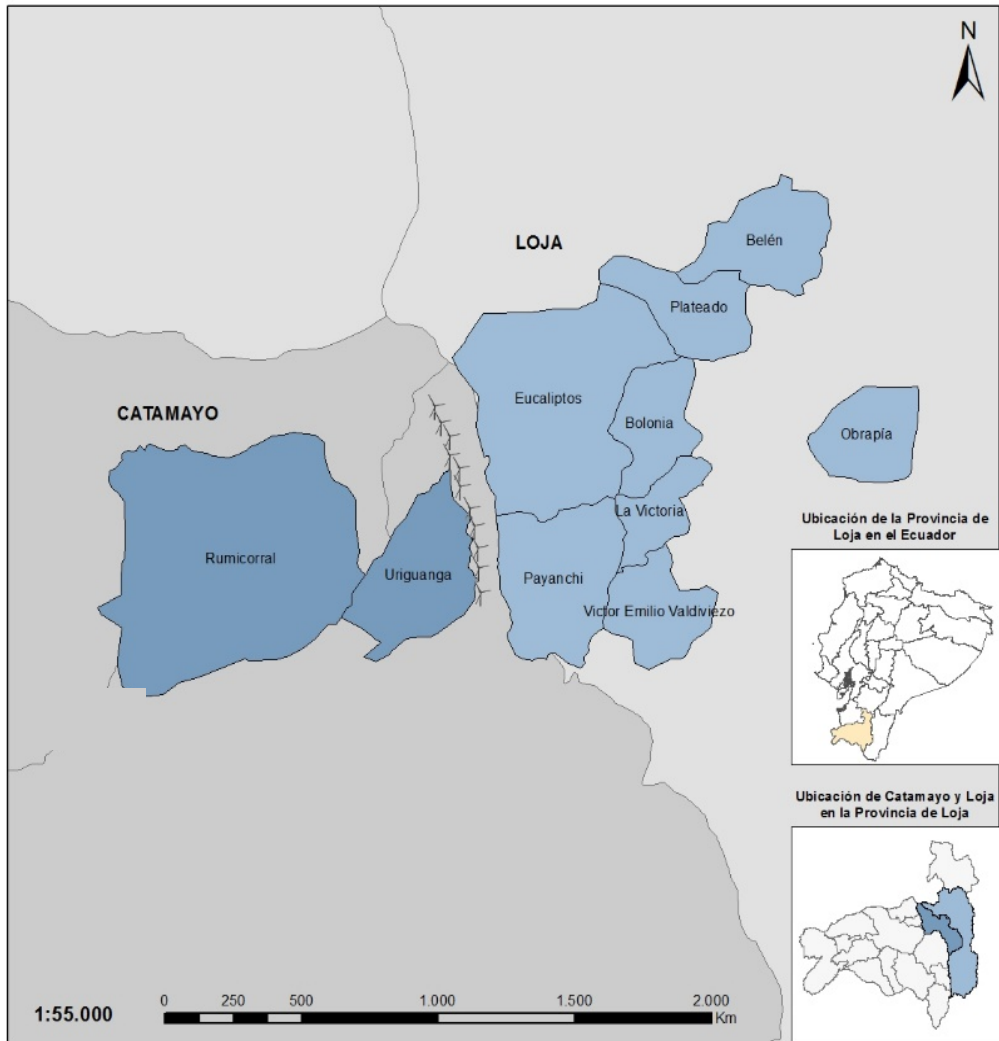 N
Belén
LOJA
Plateado
Eucaliptos
CATAMAYO
Bolonia
Obrapía
La Victoria
Ubicación de la Provincia de
Loja en el Ecuador
Rumicorral
Uriguanga
Payanchi
Victor Emilio Valdiviezo
Ubicación de Catamayo y Loja
en la Provincia de Loja
1:55.000
0 250 500 1.000 1.500 2.000
Km